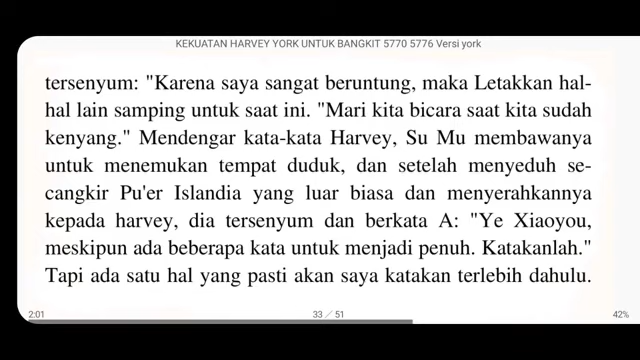 KEKUATAN HARVEY YORK UNTUK BANGKIT 5770 5776 Versi york
tersenyum: "Karena saya sangat beruntung, maka Letakkan hal-
hal lain samping untuk saat ini. "Mari kita bicara saat kita sudah
kenyang." Mendengar kata-kata Harvey, Su Mu membawanya
untuk menemukan tempat duduk, dan setelah menyeduh se-
cangkir Pu'er Islandia yang luar biasa dan menyerahkannya
kepada harvey, dia tersenyum dan berkata A: "Ye Xiaoyou,
meskipun ada beberapa kata untuk menjadi penuh. Katakanlah."
Tapi ada satu hal yang pasti akan saya katakan terlebih dahulu.
2:01 33 / 51 42%